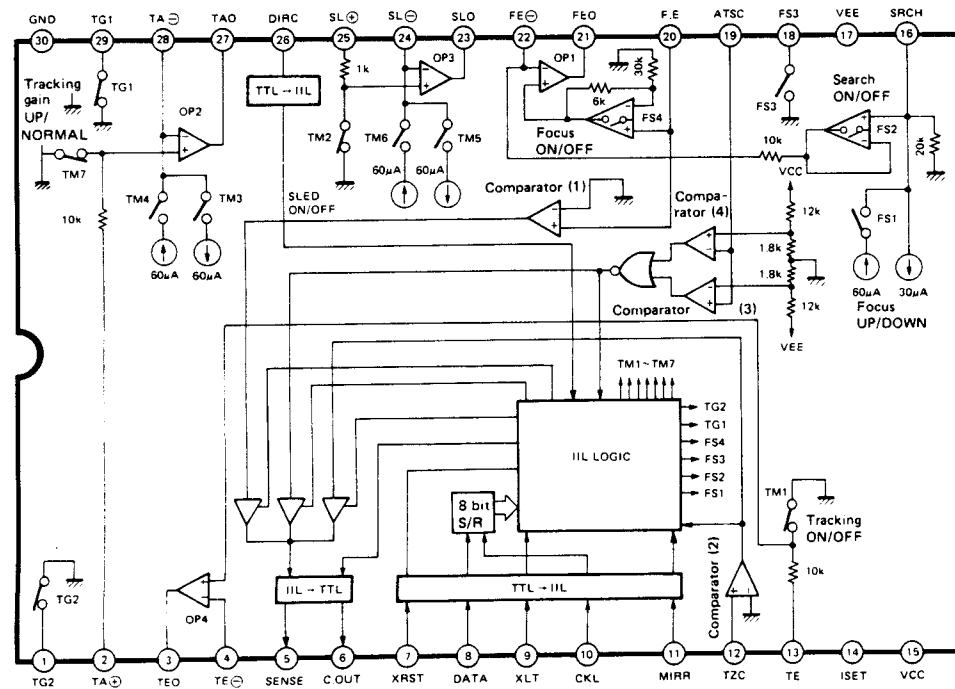 GND TG1 TA⊖ TAO DIRC SL⊕ SL⊖ SLO FE⊖ FEO F.E ATSC FS3 VEE SRCH
30 29 28 27 26 25 24 23 22 21 20 19 18 17 16
Tracking
gain
UP/
NORMAL
TG1
TM7
OP2
10k
TM4
TM3
60μA 60μA
TTL→IIL
SLED
ON/OFF
1k
TM2
OP3
TM6
TM5
60μA 60μA
OP1
30k
6k
FS4
Focus
ON/OFF
Comparator (1)
FS3
Search
ON/OFF
FS2
10k
20k
VCC
Compa-
rator (4)
12k
1.8k
1.8k
12k
VEE
FS1
60μA 30μA
Focus
UP/DOWN
Comparator (3)
TM1~TM7
IIL LOGIC
TG2
TG1
FS4
FS3
FS2
FS1
8 bit
S/R
TM1
Tracking
ON/OFF
10k
Comparator (2)
TG2
OP4
IIL→TTL
TTL→IIL
1 2 3 4 5 6 7 8 9 10 11 12 13 14 15
TG2 TA⊕ TEO TE⊖ SENSE C.OUT XRST DATA XLT CKL MIRR TZC TE ISET VCC